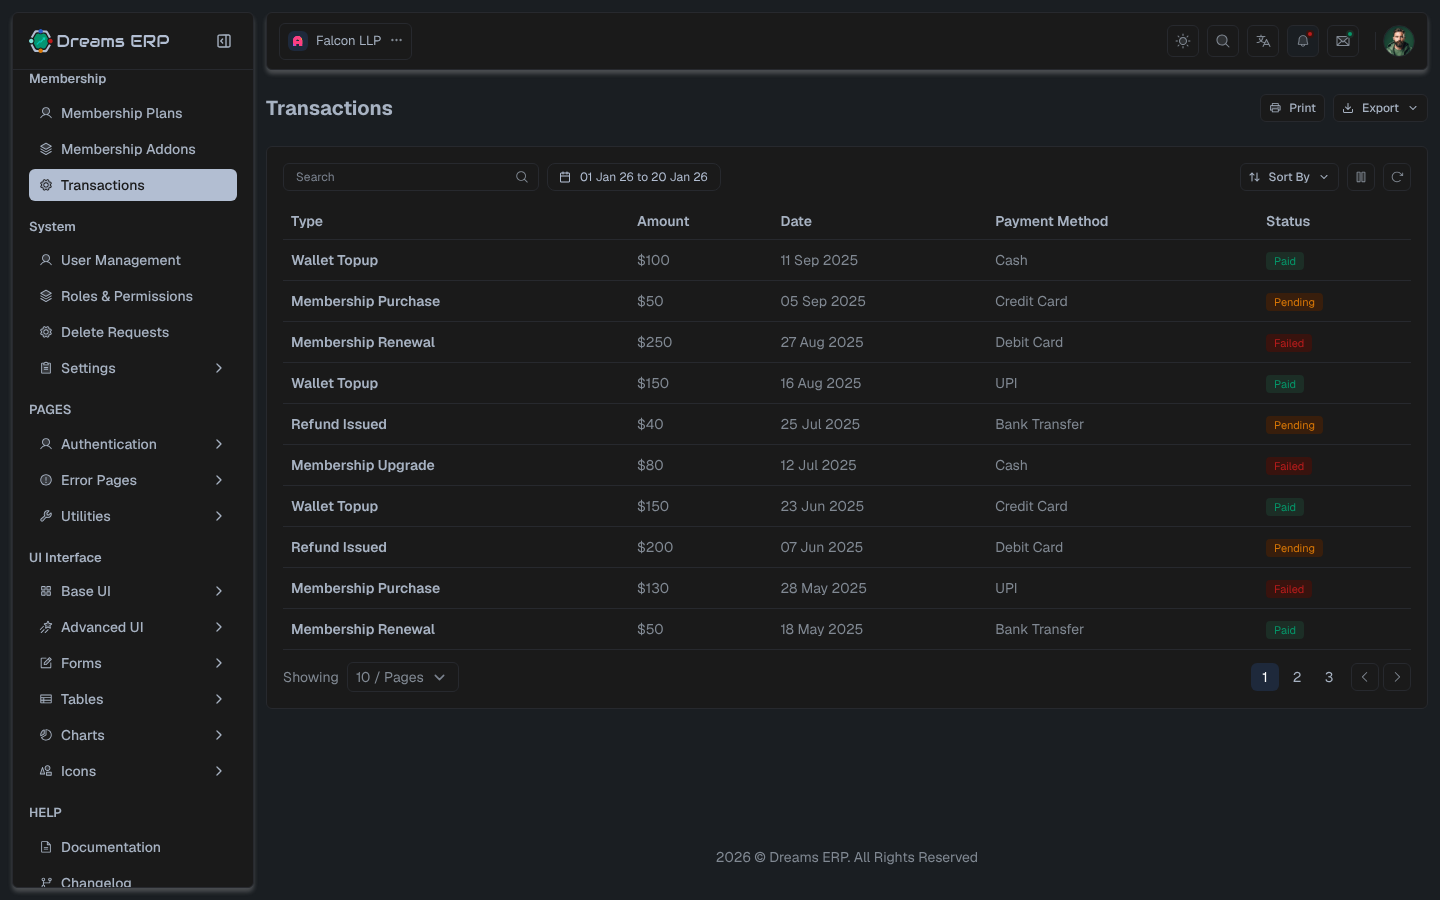 Dreams ERP
Membership
Membership Plans
Membership Addons
Transactions
System
User Management
Roles & Permissions
Delete Requests
Settings
PAGES
Authentication
Error Pages
Utilities
UI Interface
Base UI
Advanced UI
Forms
Tables
Charts
Icons
HELP
Documentation
Changelog
Falcon LLP ···
Transactions
Print
Export
Search
01 Jan 26 to 20 Jan 26
Sort By
Type Amount Date Payment Method Status
Wallet Topup $100 11 Sep 2025 Cash Paid
Membership Purchase $50 05 Sep 2025 Credit Card Pending
Membership Renewal $250 27 Aug 2025 Debit Card Failed
Wallet Topup $150 16 Aug 2025 UPI Paid
Refund Issued $40 25 Jul 2025 Bank Transfer Pending
Membership Upgrade $80 12 Jul 2025 Cash Failed
Wallet Topup $150 23 Jun 2025 Credit Card Paid
Refund Issued $200 07 Jun 2025 Debit Card Pending
Membership Purchase $130 28 May 2025 UPI Failed
Membership Renewal $50 18 May 2025 Bank Transfer Paid
Showing 10 / Pages
1 2 3
2026 © Dreams ERP. All Rights Reserved